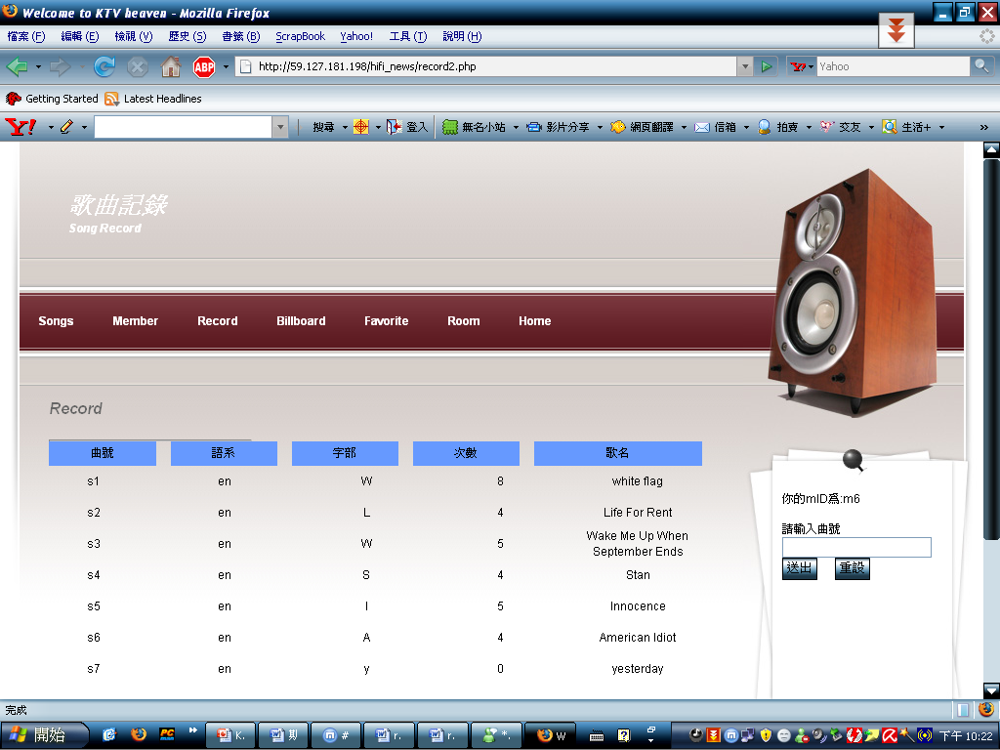 Welcome to KTV heaven - Mozilla Firefox
檔案 (F) 編輯 (E) 檢視 (V) 歷史 (S) 書籤 (B) ScrapBook Yahoo! 工具 (T) 說明 (H)
ABP http://59.127.181.198/hifi_news/record2.php Yahoo
Getting Started Latest Headlines
Y! 搜尋 登入 無名小站 影片分享 網頁翻譯 信箱 拍賣 交友 生活+ »
歌曲記錄
Song Record
Songs Member Record Billboard Favorite Room Home
Record
曲號 語系 字部 次數 歌名
s1 en W 8 white flag
s2 en L 4 Life For Rent
s3 en W 5 Wake Me Up When
September Ends
s4 en S 4 Stan
s5 en I 5 Innocence
s6 en A 4 American Idiot
s7 en y 0 yesterday
你的mID為:m6
請輸入曲號
送出 重設
完成
開始 PC » K. 期 # r. r. *. W 下午 10:22